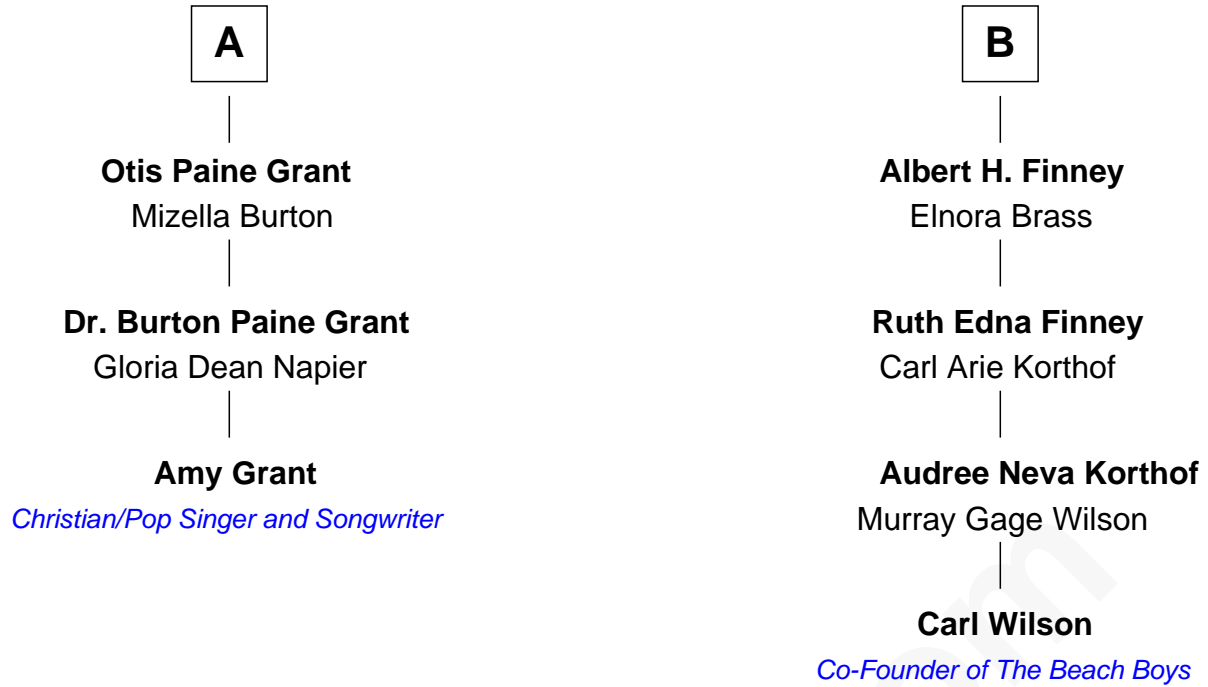 A
Otis Paine Grant
Mizella Burton
Dr. Burton Paine Grant
Gloria Dean Napier
Amy Grant
Christian/Pop Singer and Songwriter
B
Albert H. Finney
Elnora Brass
Ruth Edna Finney
Carl Arie Korthof
Audree Neva Korthof
Murray Gage Wilson
Carl Wilson
Co-Founder of The Beach Boys